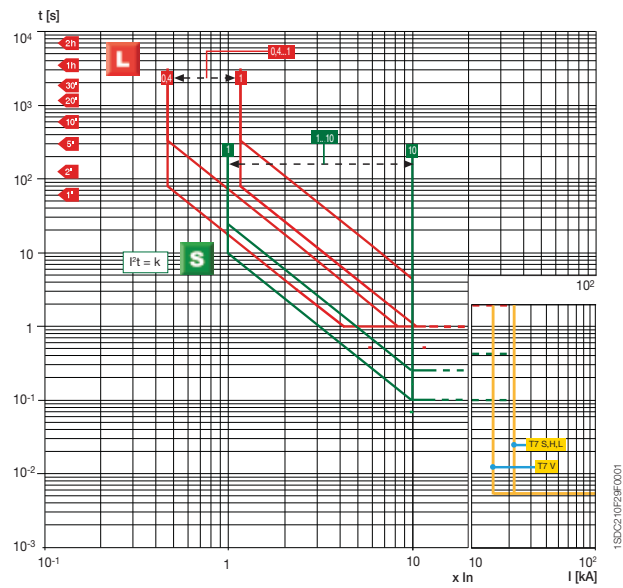 t [s]
10⁴
2h
1h
30'
20'
10'
5'
2'
1'
L
0,4...1
0,4
1
10³
1
1...10
10
10²
10
I²t = k
S
1
10⁻¹
10⁻²
10⁻³
10²
T7 S,H,L
T7 V
10⁻¹
1
10
x In
10
10²
I [kA]
1SDC210F29F0001